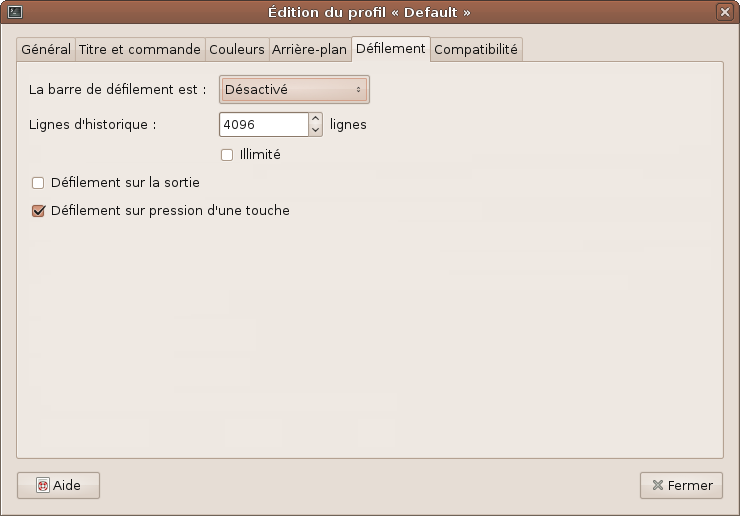 Édition du profil « Default »
Général Titre et commande Couleurs Arrière-plan Défilement Compatibilité
La barre de défilement est : Désactivé
Lignes d'historique : 4096 lignes
Illimité
Défilement sur la sortie
Défilement sur pression d'une touche
Aide Fermer